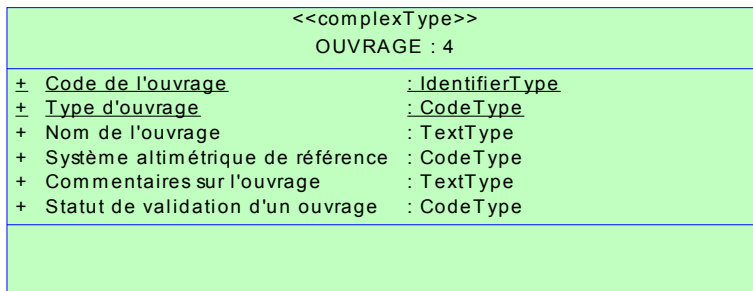 <<complexType>>
OUVRAGE : 4
+ Code de l'ouvrage : IdentifierType
+ Type d'ouvrage : CodeType
+ Nom de l'ouvrage : TextType
+ Système altimétrique de référence : CodeType
+ Commentaires sur l'ouvrage : TextType
+ Statut de validation d'un ouvrage : CodeType